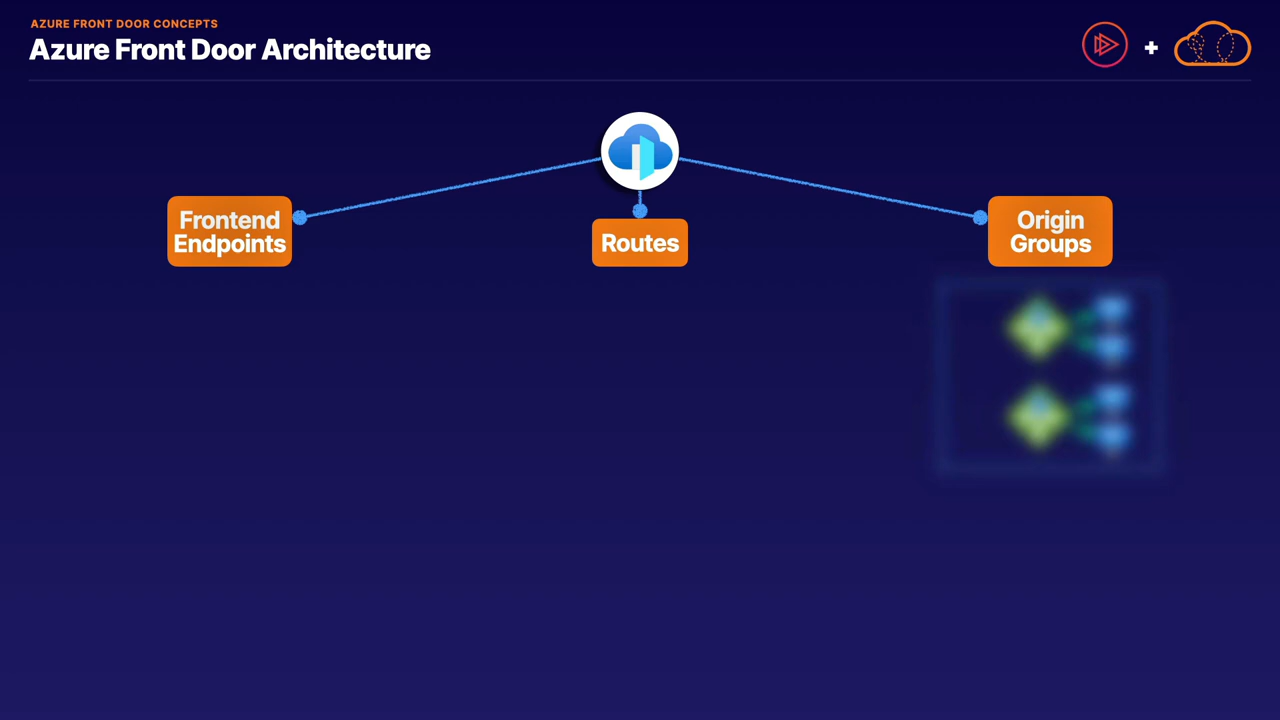 AZURE FRONT DOOR CONCEPTS
Azure Front Door Architecture
Frontend
Endpoints
Routes
Origin
Groups